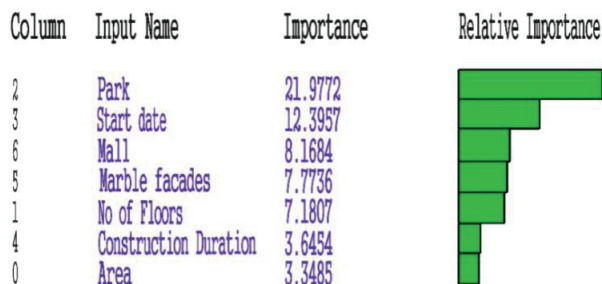 Column Input Name Importance Relative Importance
2 Park 21.9772
3 Start date 12.3957
6 Mall 8.1684
5 Marble facades 7.7736
1 No of Floors 7.1807
4 Construction Duration 3.6454
0 Area 3.3485